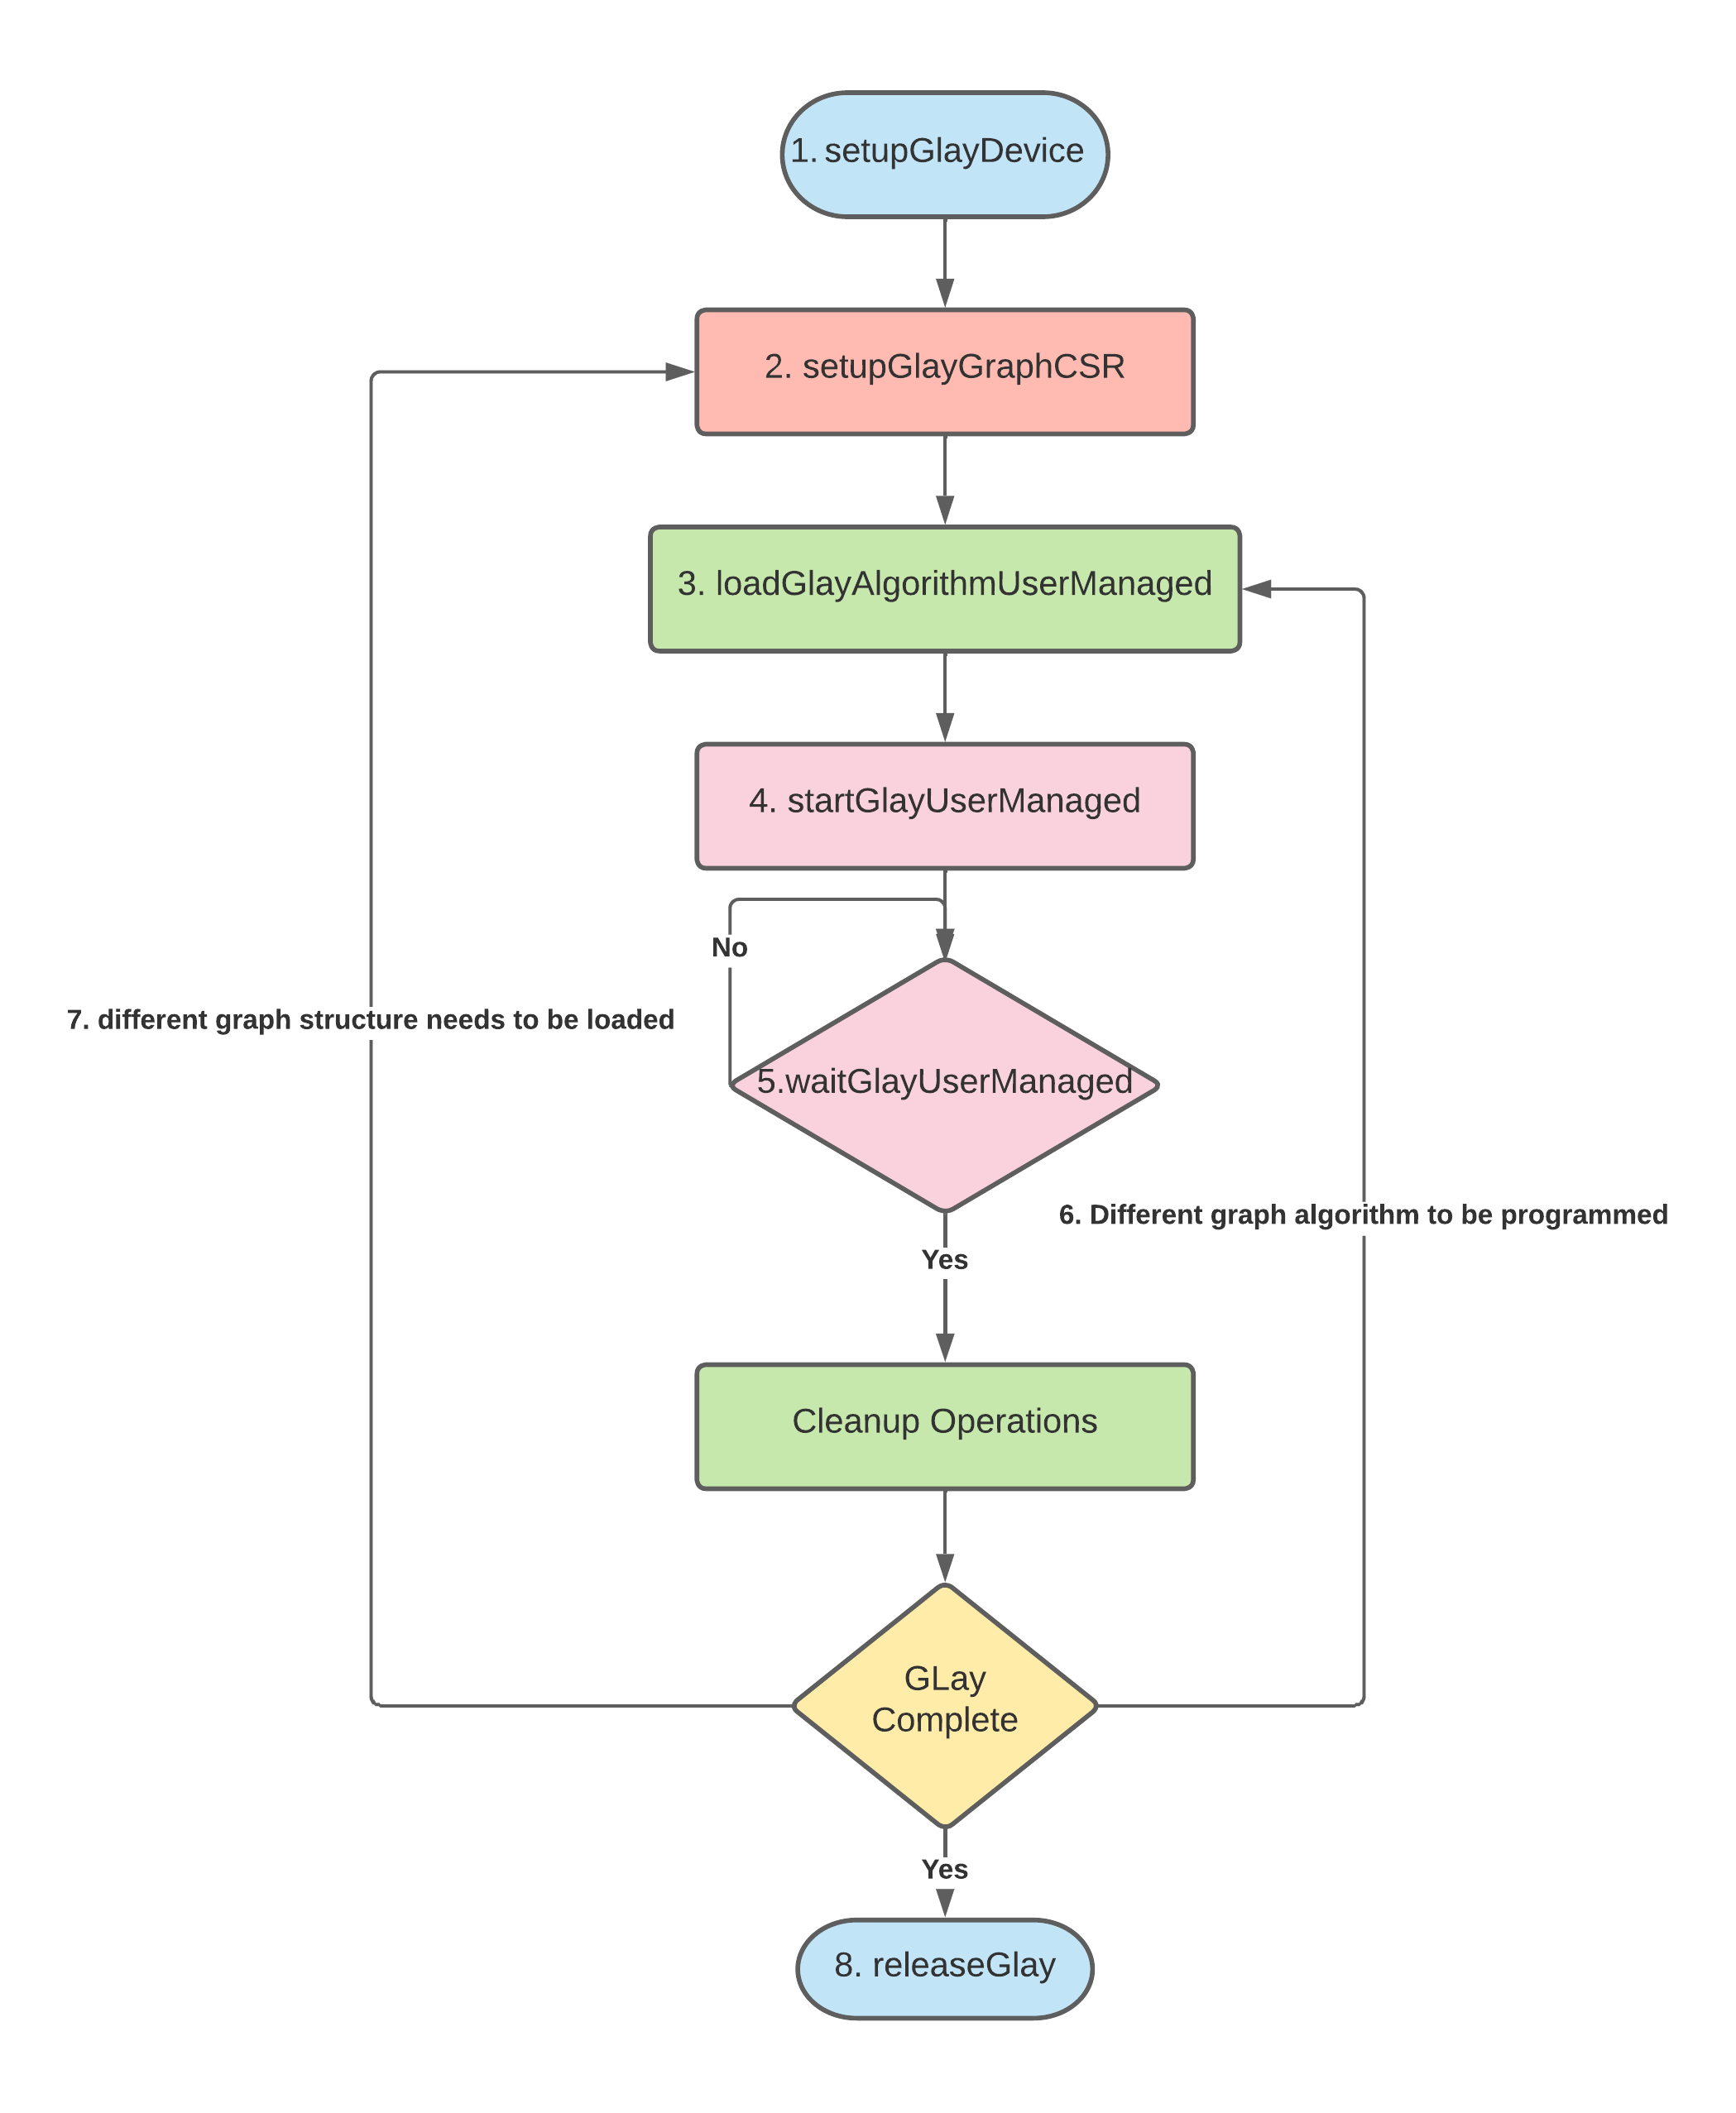 1. setupGlayDevice
2. setupGlayGraphCSR
3. loadGlayAlgorithmUserManaged
4. startGlayUserManaged
No
7. different graph structure needs to be loaded
5.waitGlayUserManaged
6. Different graph algorithm to be programmed
Yes
Cleanup Operations
GLay
Complete
Yes
8. releaseGlay